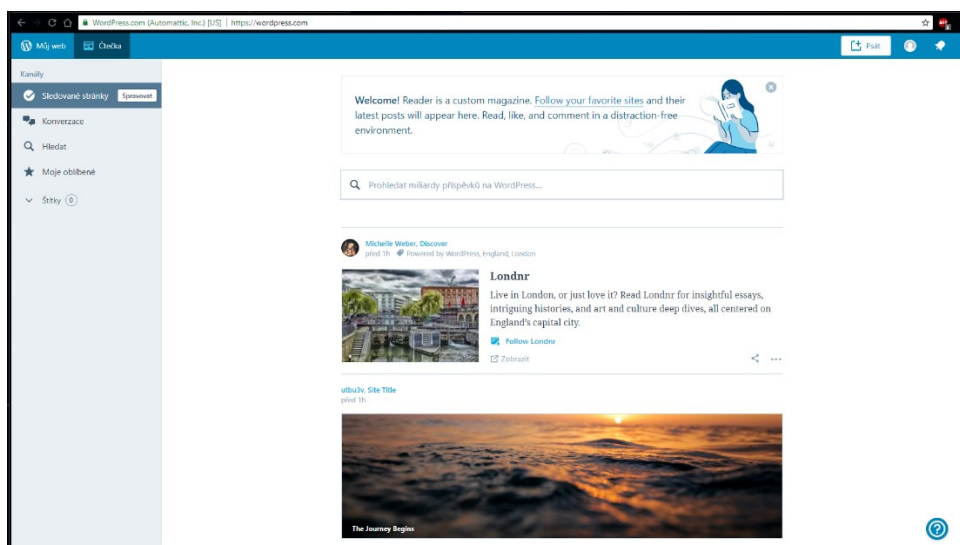 WordPress.com (Automattic, Inc.) [US] | https://wordpress.com
Můj web
Čtečka
Psát
Kanály
Sledované stránky
Spravovat
Konverzace
Hledat
Moje oblíbené
Štítky 0
Welcome! Reader is a custom magazine. Follow your favorite sites and their
latest posts will appear here. Read, like, and comment in a distraction-free
environment.
Prohledat miliardy příspěvků na WordPress...
Michelle Weber, Discover
před 1h Powered by WordPress, England, London
Londnr
Live in London, or just love it? Read Londnr for insightful essays,
intriguing histories, and art and culture deep dives, all centered on
England's capital city.
Follow Londnr
Zobrazit
utbu3v, Site Title
před 1h
The Journey Begins